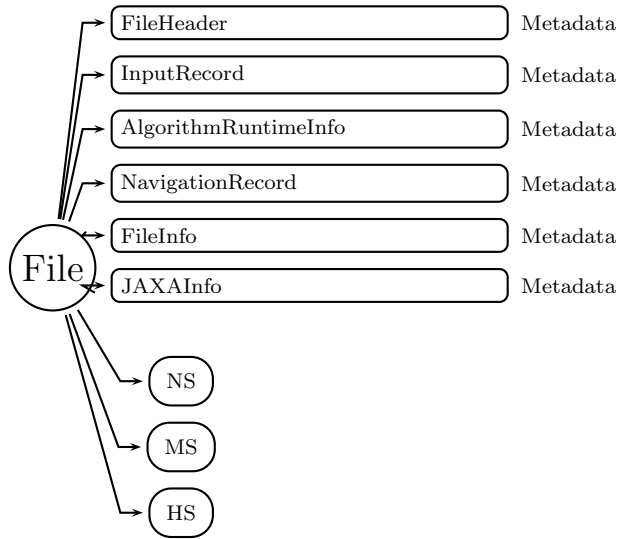 FileHeader Metadata
InputRecord Metadata
AlgorithmRuntimeInfo Metadata
NavigationRecord Metadata
FileInfo Metadata
File
JAXAInfo Metadata
NS
MS
HS